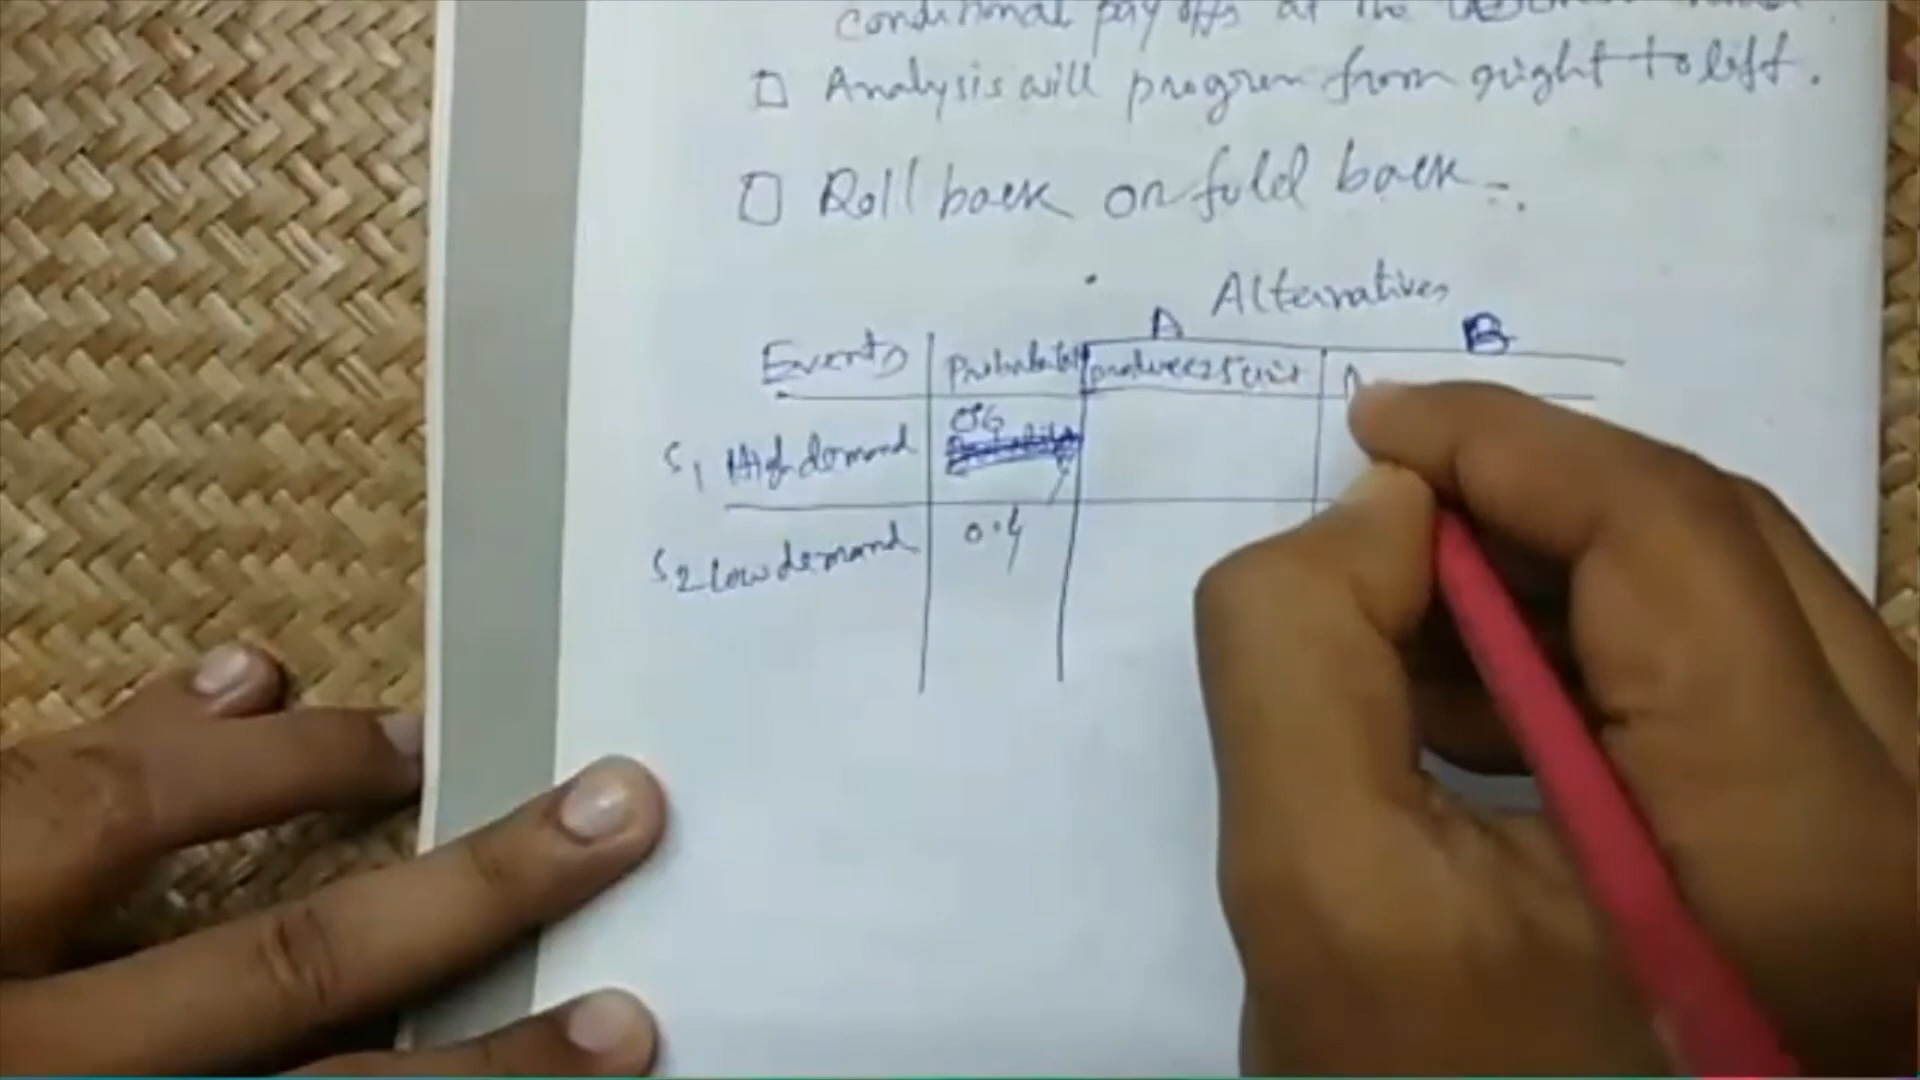 conditional pay offs at the
□ Analysis will progren from right to left.
□ Roll back or fold back -.
Alternatives
A B
Events Probability produce 25 unit
S1 High demand 0.6
S2 Low demand 0.4